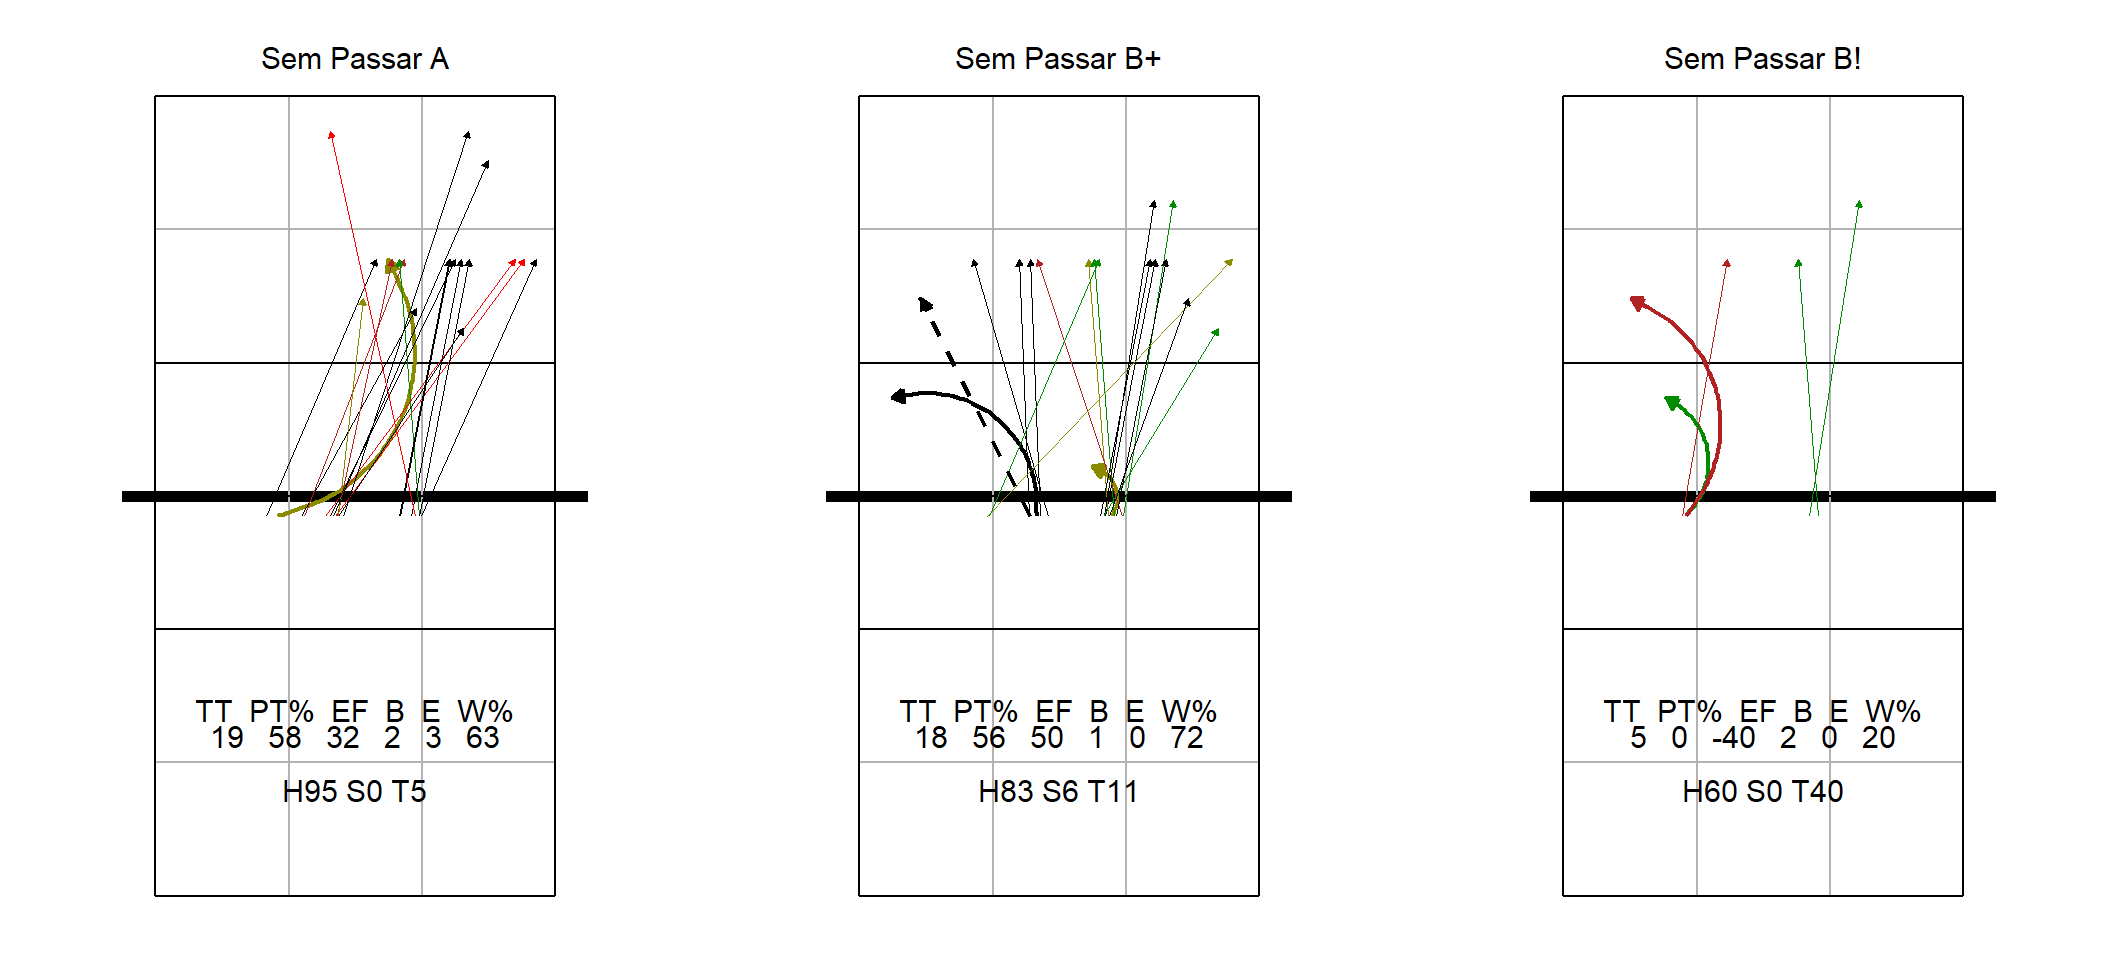 Sem Passar A
Sem Passar B+
Sem Passar B!
TT PT% EF B E W%
19 58 32 2 3 63
H95 S0 T5
TT PT% EF B E W%
18 56 50 1 0 72
H83 S6 T11
TT PT% EF B E W%
5 0 -40 2 0 20
H60 S0 T40